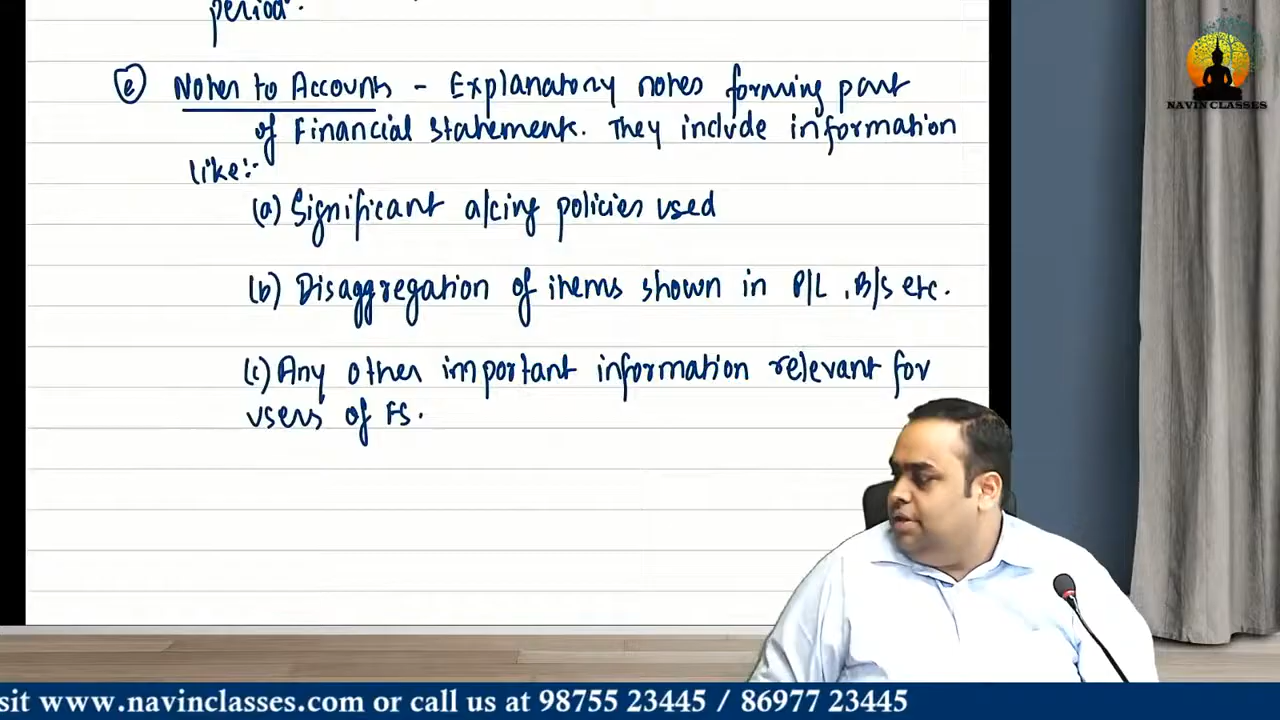 period.
(e) Notes to Accounts - Explanatory notes forming part
of Financial Statements. They include information
like:-
(a) Significant a/cing policies used
(b) Disaggregation of items shown in P/L, B/S etc.
(c) Any other important information relevant for
users of FS.
NAVIN CLASSES
sit www.navinclasses.com or call us at 98755 23445 / 86977 23445